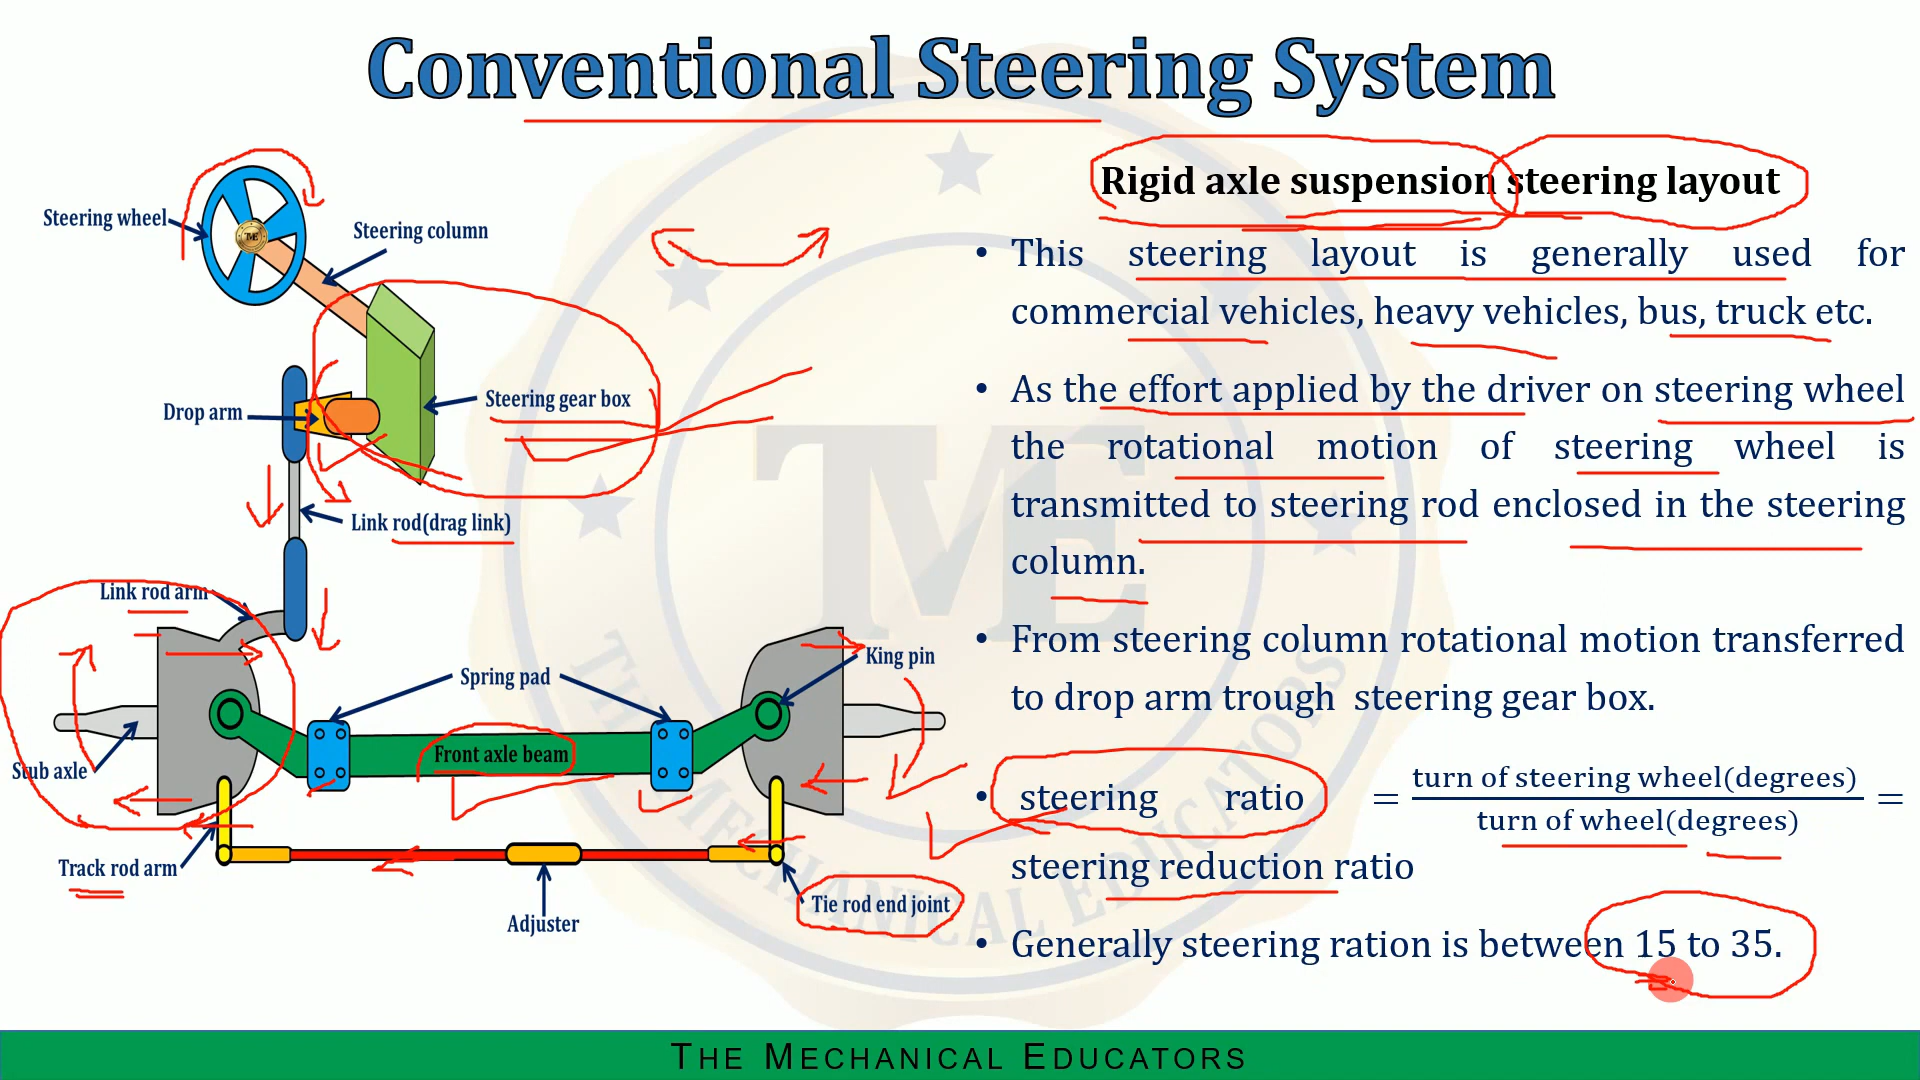 Conventional Steering System
Rigid axle suspension steering layout
• This steering layout is generally used for
commercial vehicles, heavy vehicles, bus, truck etc.
• As the effort applied by the driver on steering wheel
the rotational motion of steering wheel is
transmitted to steering rod enclosed in the steering
column.
• From steering column rotational motion transferred
to drop arm trough steering gear box.
• steering ratio = turn of steering wheel(degrees) =
turn of wheel(degrees)
steering reduction ratio
• Generally steering ration is between 15 to 35.
Steering wheel
Steering column
TME
Drop arm
Steering gear box
Link rod(drag link)
Link rod arm
King pin
Spring pad
Front axle beam
Stub axle
Track rod arm
Tie rod end joint
Adjuster
TME
THE MECHANICAL EDUCATORS
THE MECHANICAL EDUCATORS